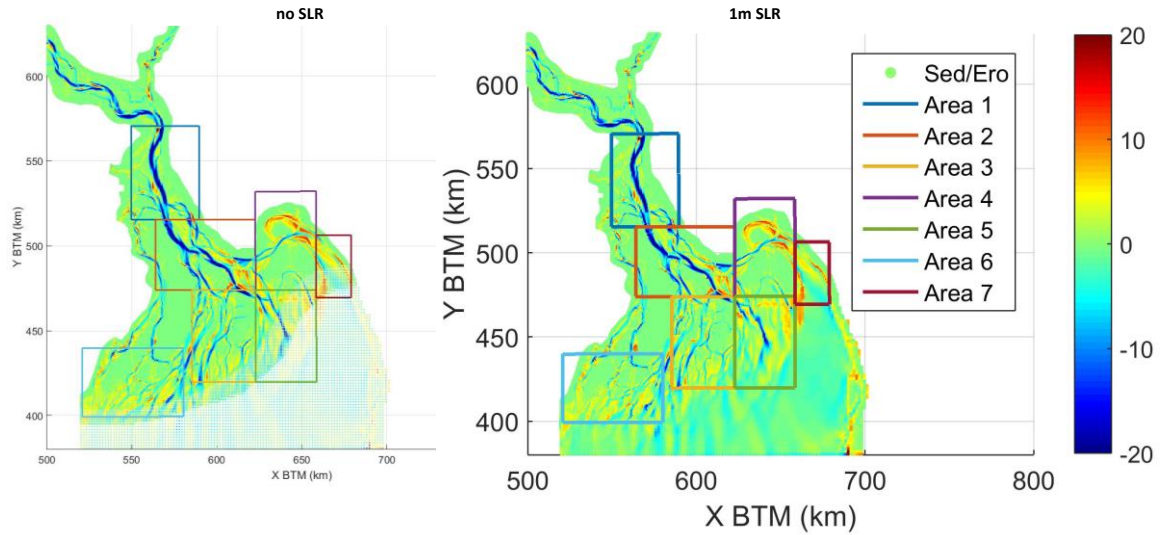 no SLR
1m SLR
600
550
500
450
400
Y BTM (km)
500
550
600
650
700
X BTM (km)
600
550
500
450
400
Y BTM (km)
500
600
700
800
X BTM (km)
Sed/Ero
Area 1
Area 2
Area 3
Area 4
Area 5
Area 6
Area 7
20
10
0
-10
-20